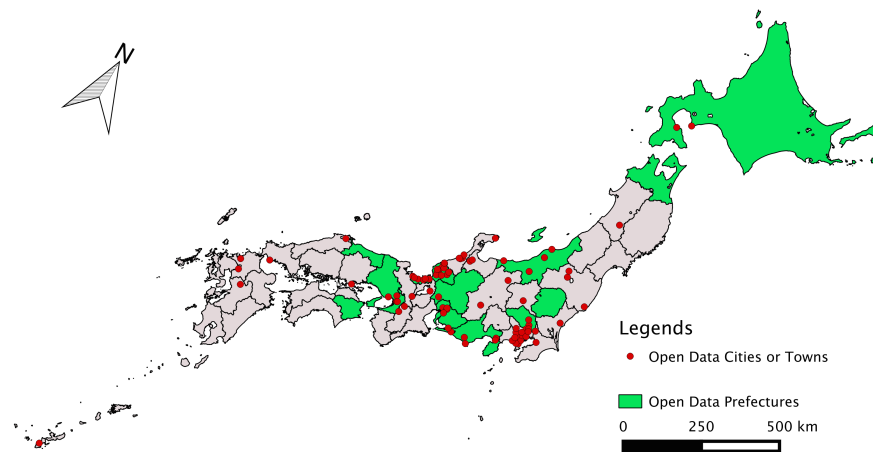 N
Legends
Open Data Cities or Towns
Open Data Prefectures
0 250 500 km